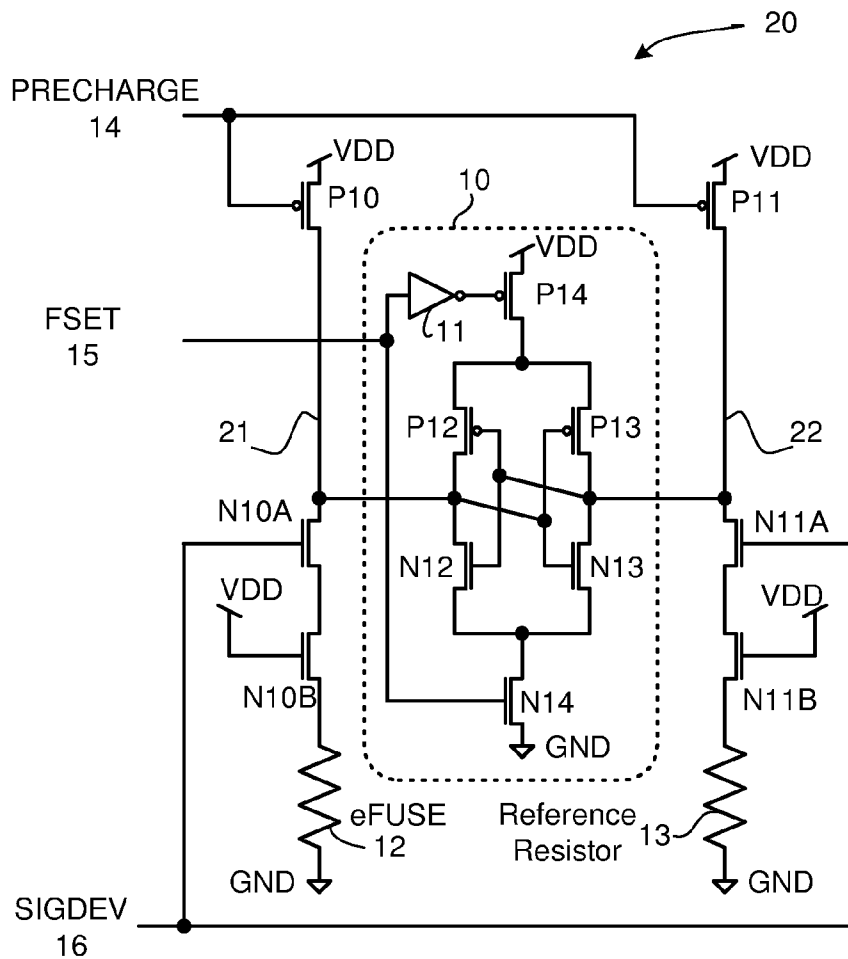 20
PRECHARGE
14
VDD
P10
10
VDD
P11
VDD
P14
11
FSET
15
21
P12
P13
22
N10A
N11A
N12
N13
VDD
VDD
N10B
N14
N11B
GND
eFUSE
12
Reference
Resistor
13
GND
GND
SIGDEV
16